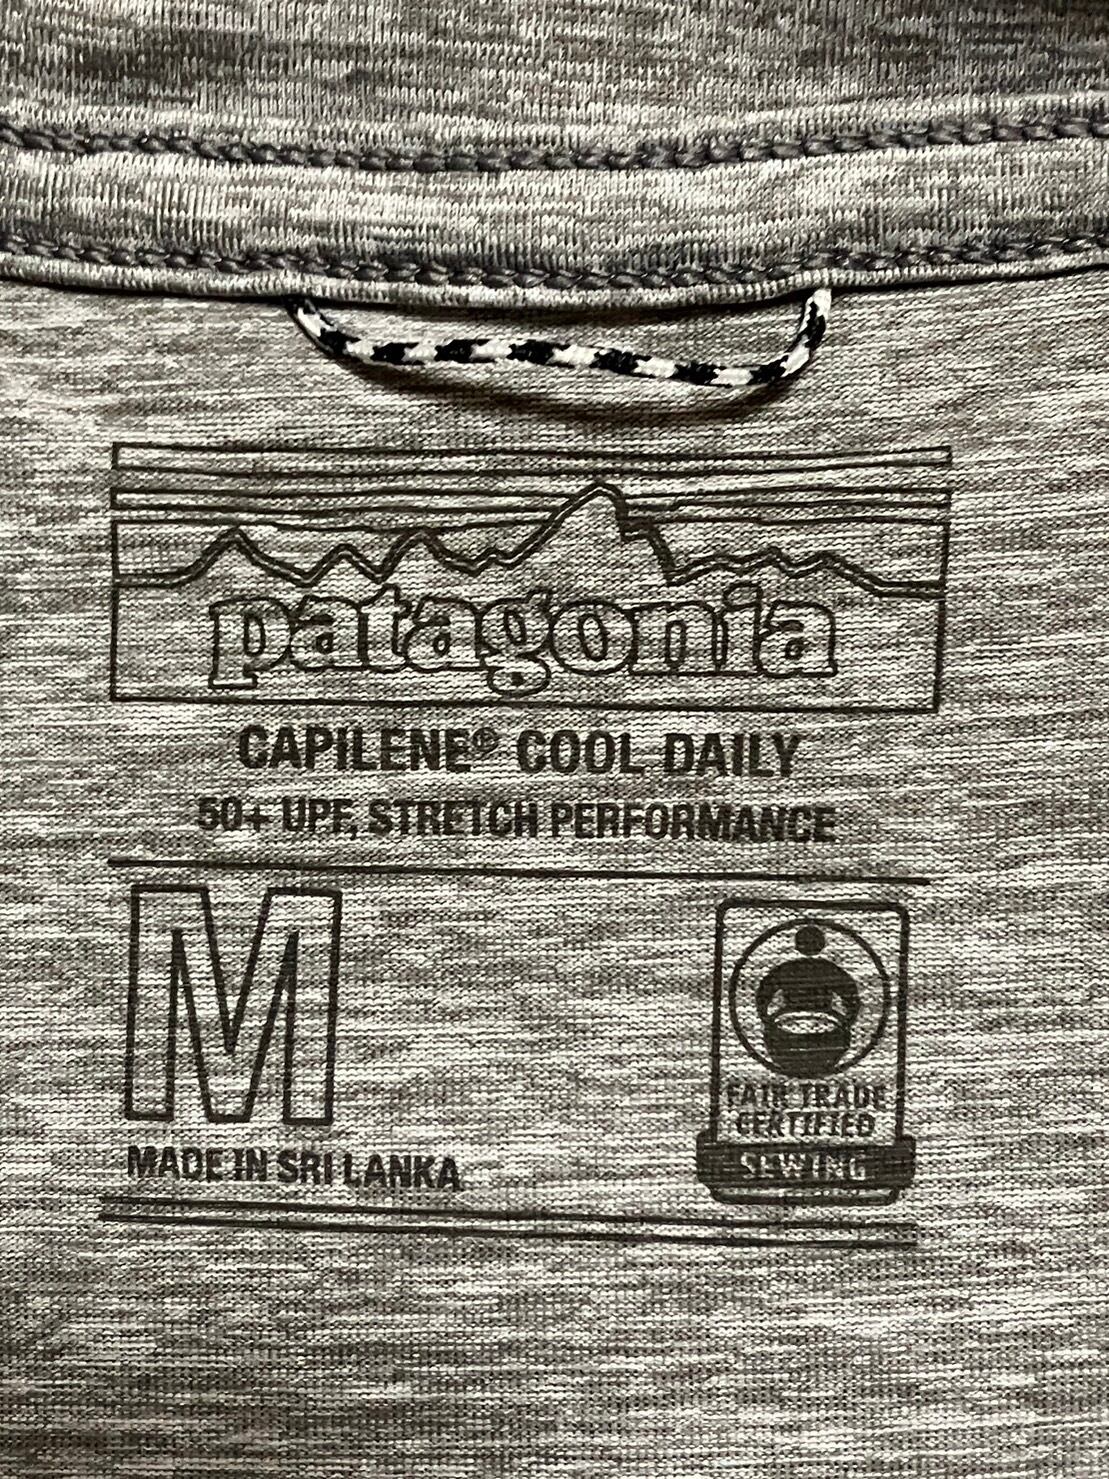 patagonia
CAPILENE® COOL DAILY
50+ UPF, STRETCH PERFORMANCE
M
MADE IN SRI LANKA
FAIR TRADE
CERTIFIED
SEWING